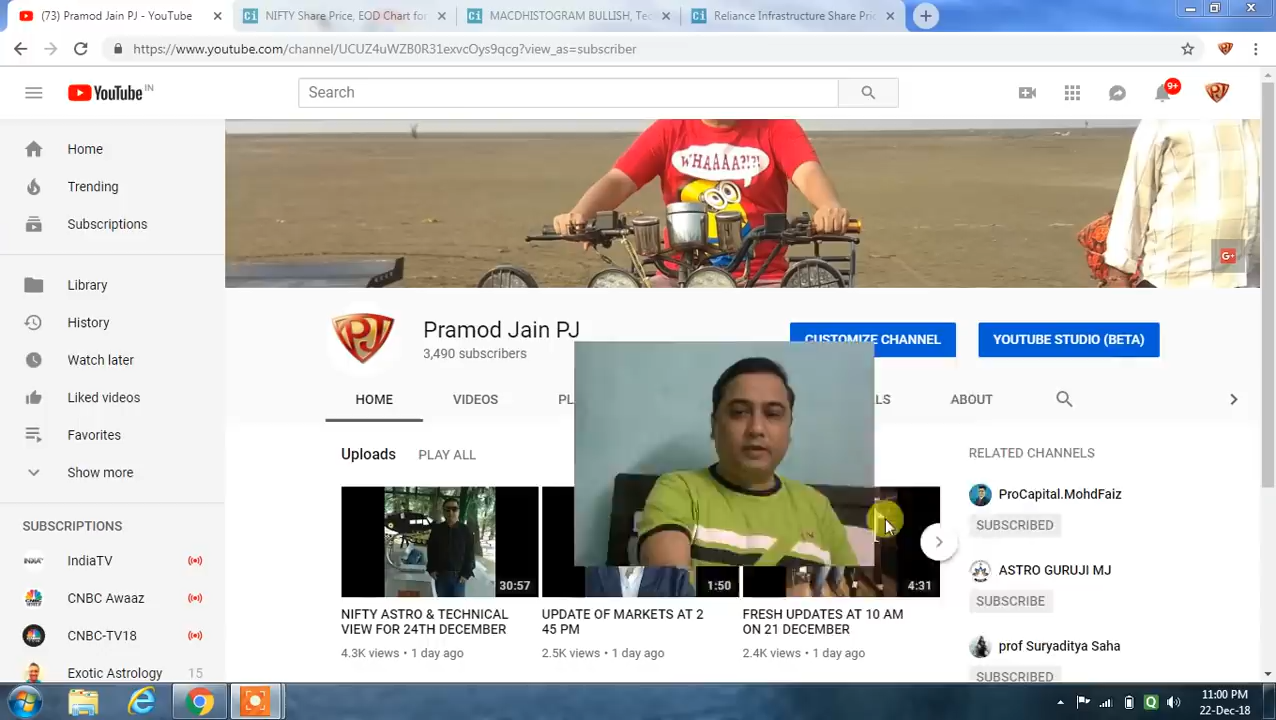 (73) Pramod Jain PJ - YouTube
NIFTY Share Price, EOD Chart for
MACDHISTOGRAM BULLISH, Tec
Reliance Infrastructure Share Pri
https://www.youtube.com/channel/UCUZ4uWZB0R31exvcOys9qcg?view_as=subscriber
YouTube IN
Search
9+
PJ
Home
Trending
Subscriptions
Library
History
Watch later
Liked videos
Favorites
Show more
SUBSCRIPTIONS
IndiaTV
CNBC Awaaz
CNBC-TV18
Exotic Astrology 15
WHAAAA?!?!
G+
PJ
Pramod Jain PJ
3,490 subscribers
CUSTOMIZE CHANNEL
YOUTUBE STUDIO (BETA)
HOME
VIDEOS
PL
LS
ABOUT
Uploads
PLAY ALL
30:57
1:50
4:31
NIFTY ASTRO & TECHNICAL
VIEW FOR 24TH DECEMBER
4.3K views • 1 day ago
UPDATE OF MARKETS AT 2
45 PM
2.5K views • 1 day ago
FRESH UPDATES AT 10 AM
ON 21 DECEMBER
2.4K views • 1 day ago
RELATED CHANNELS
ProCapital.MohdFaiz
SUBSCRIBED
ASTRO GURUJI MJ
SUBSCRIBE
prof Suryaditya Saha
SUBSCRIBED
11:00 PM
22-Dec-18